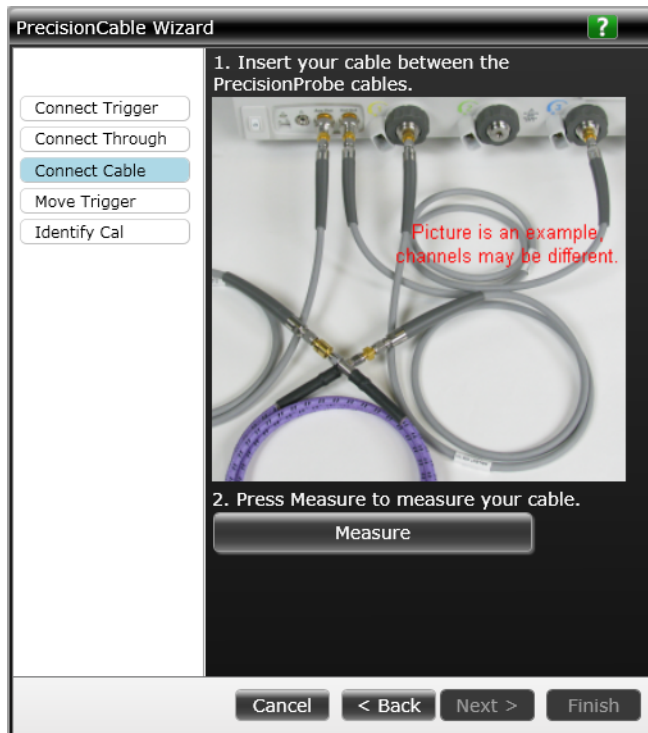 PrecisionCable Wizard
?
Connect Trigger
Connect Through
Connect Cable
Move Trigger
Identify Cal
1. Insert your cable between the
PrecisionProbe cables.
Picture is an example,
channels may be different.
2. Press Measure to measure your cable.
Measure
Cancel
< Back
Next >
Finish